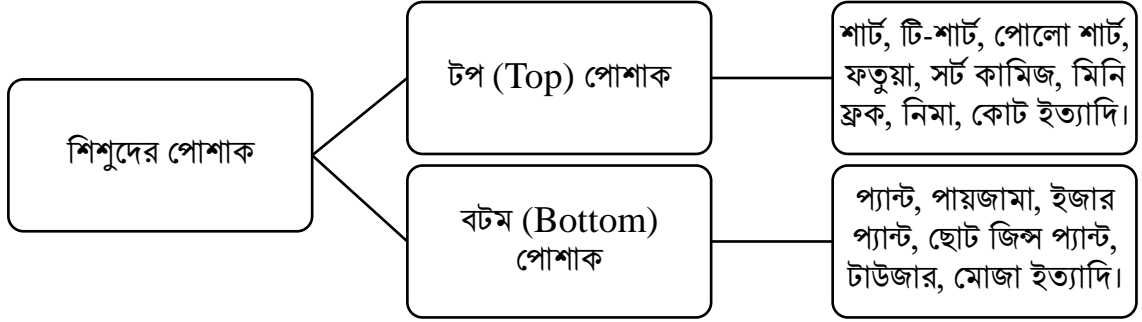 শিশুদের পোশাক
টপ (Top) পোশাক
শার্ট, টি-শার্ট, পোলো শার্ট,
ফতুয়া, সর্ট কামিজ, মিনি
ফ্রক, নিমা, কোট ইত্যাদি।
বটম (Bottom)
পোশাক
প্যান্ট, পায়জামা, ইজার
প্যান্ট, ছোট জিন্স প্যান্ট,
টাউজার, মোজা ইত্যাদি।